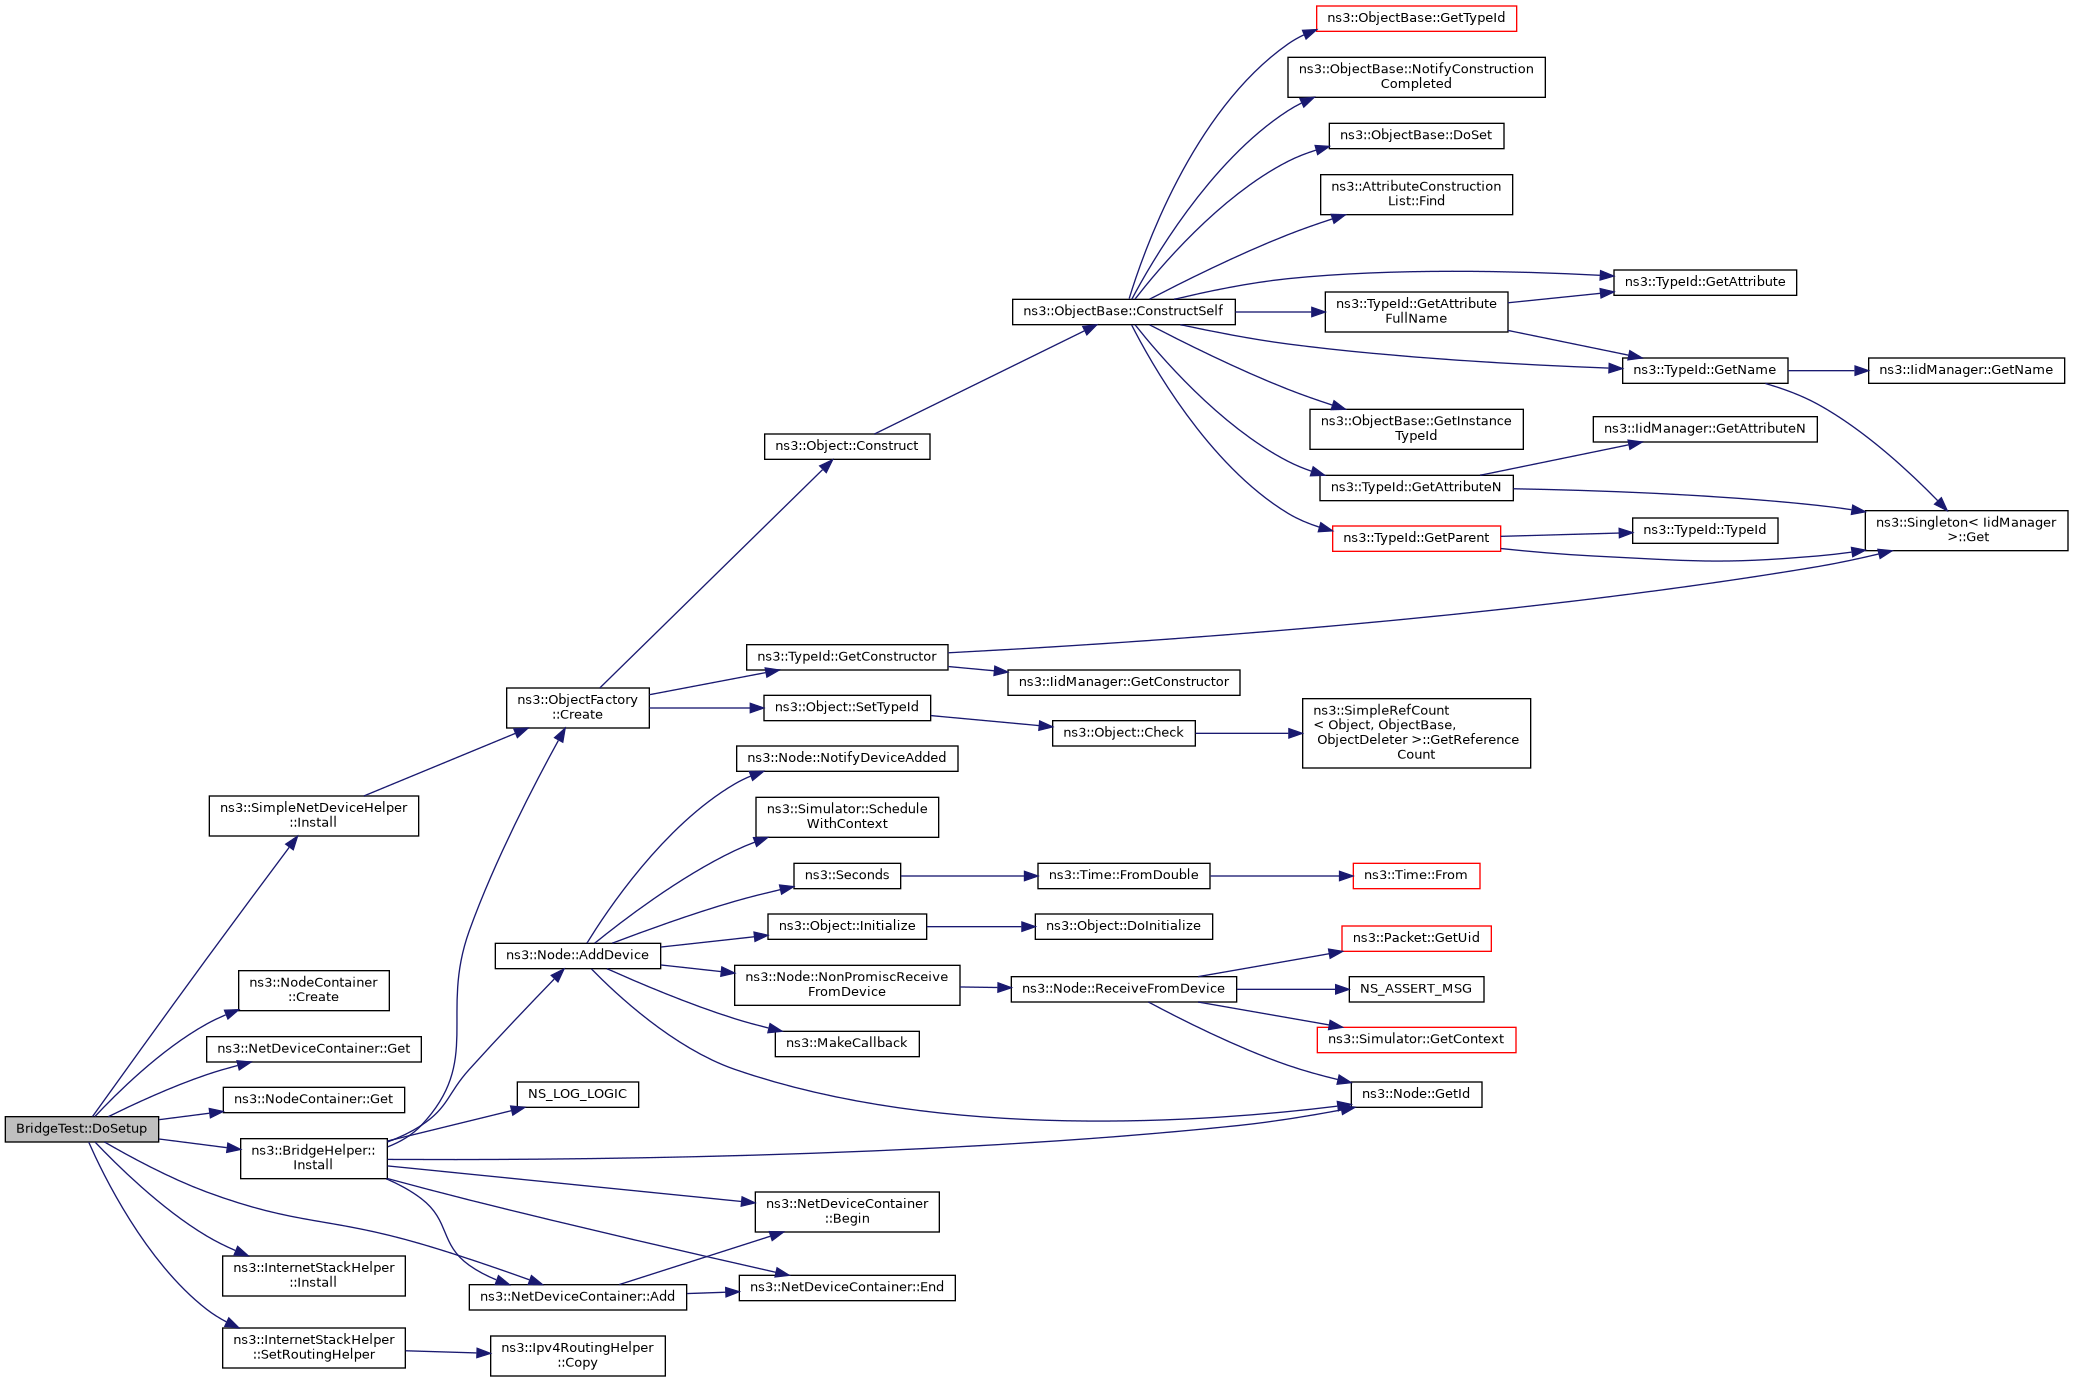 ns3::ObjectBase::GetTypeId
ns3::ObjectBase::NotifyConstruction
Completed
ns3::ObjectBase::DoSet
ns3::AttributeConstruction
List::Find
ns3::TypeId::GetAttribute
ns3::ObjectBase::ConstructSelf
ns3::TypeId::GetAttribute
FullName
ns3::TypeId::GetName
ns3::IidManager::GetName
ns3::ObjectBase::GetInstance
TypeId
ns3::IidManager::GetAttributeN
ns3::Object::Construct
ns3::TypeId::GetAttributeN
ns3::Singleton< IidManager
>::Get
ns3::TypeId::GetParent
ns3::TypeId::TypeId
ns3::TypeId::GetConstructor
ns3::IidManager::GetConstructor
ns3::ObjectFactory
::Create
ns3::Object::SetTypeId
ns3::Object::Check
ns3::SimpleRefCount
< Object, ObjectBase,
ObjectDeleter >::GetReference
Count
ns3::Node::NotifyDeviceAdded
ns3::SimpleNetDeviceHelper
::Install
ns3::Simulator::Schedule
WithContext
ns3::Seconds
ns3::Time::FromDouble
ns3::Time::From
ns3::Object::Initialize
ns3::Object::DoInitialize
ns3::Node::AddDevice
ns3::Packet::GetUid
ns3::NodeContainer
::Create
ns3::Node::NonPromiscReceive
FromDevice
ns3::Node::ReceiveFromDevice
NS_ASSERT_MSG
ns3::NetDeviceContainer::Get
ns3::MakeCallback
ns3::Simulator::GetContext
ns3::NodeContainer::Get
NS_LOG_LOGIC
ns3::Node::GetId
BridgeTest::DoSetup
ns3::BridgeHelper::
Install
ns3::NetDeviceContainer
::Begin
ns3::InternetStackHelper
::Install
ns3::NetDeviceContainer::Add
ns3::NetDeviceContainer::End
ns3::InternetStackHelper
::SetRoutingHelper
ns3::Ipv4RoutingHelper
::Copy